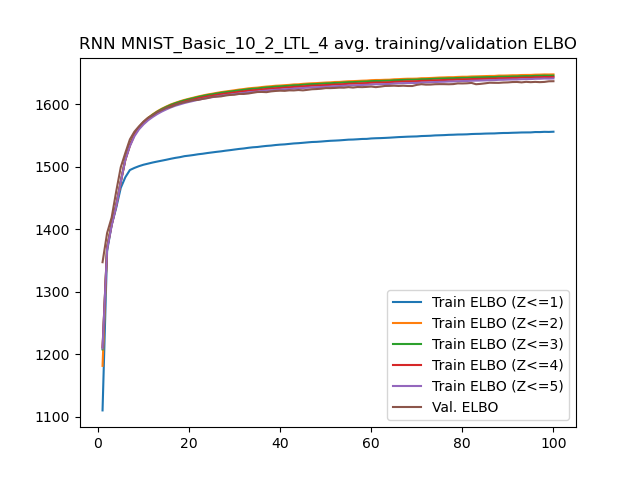 RNN MNIST_Basic_10_2_LTL_4 avg. training/validation ELBO
1600
1500
1400
1300
1200
1100
0 20 40 60 80 100
Train ELBO (Z<=1)
Train ELBO (Z<=2)
Train ELBO (Z<=3)
Train ELBO (Z<=4)
Train ELBO (Z<=5)
Val. ELBO